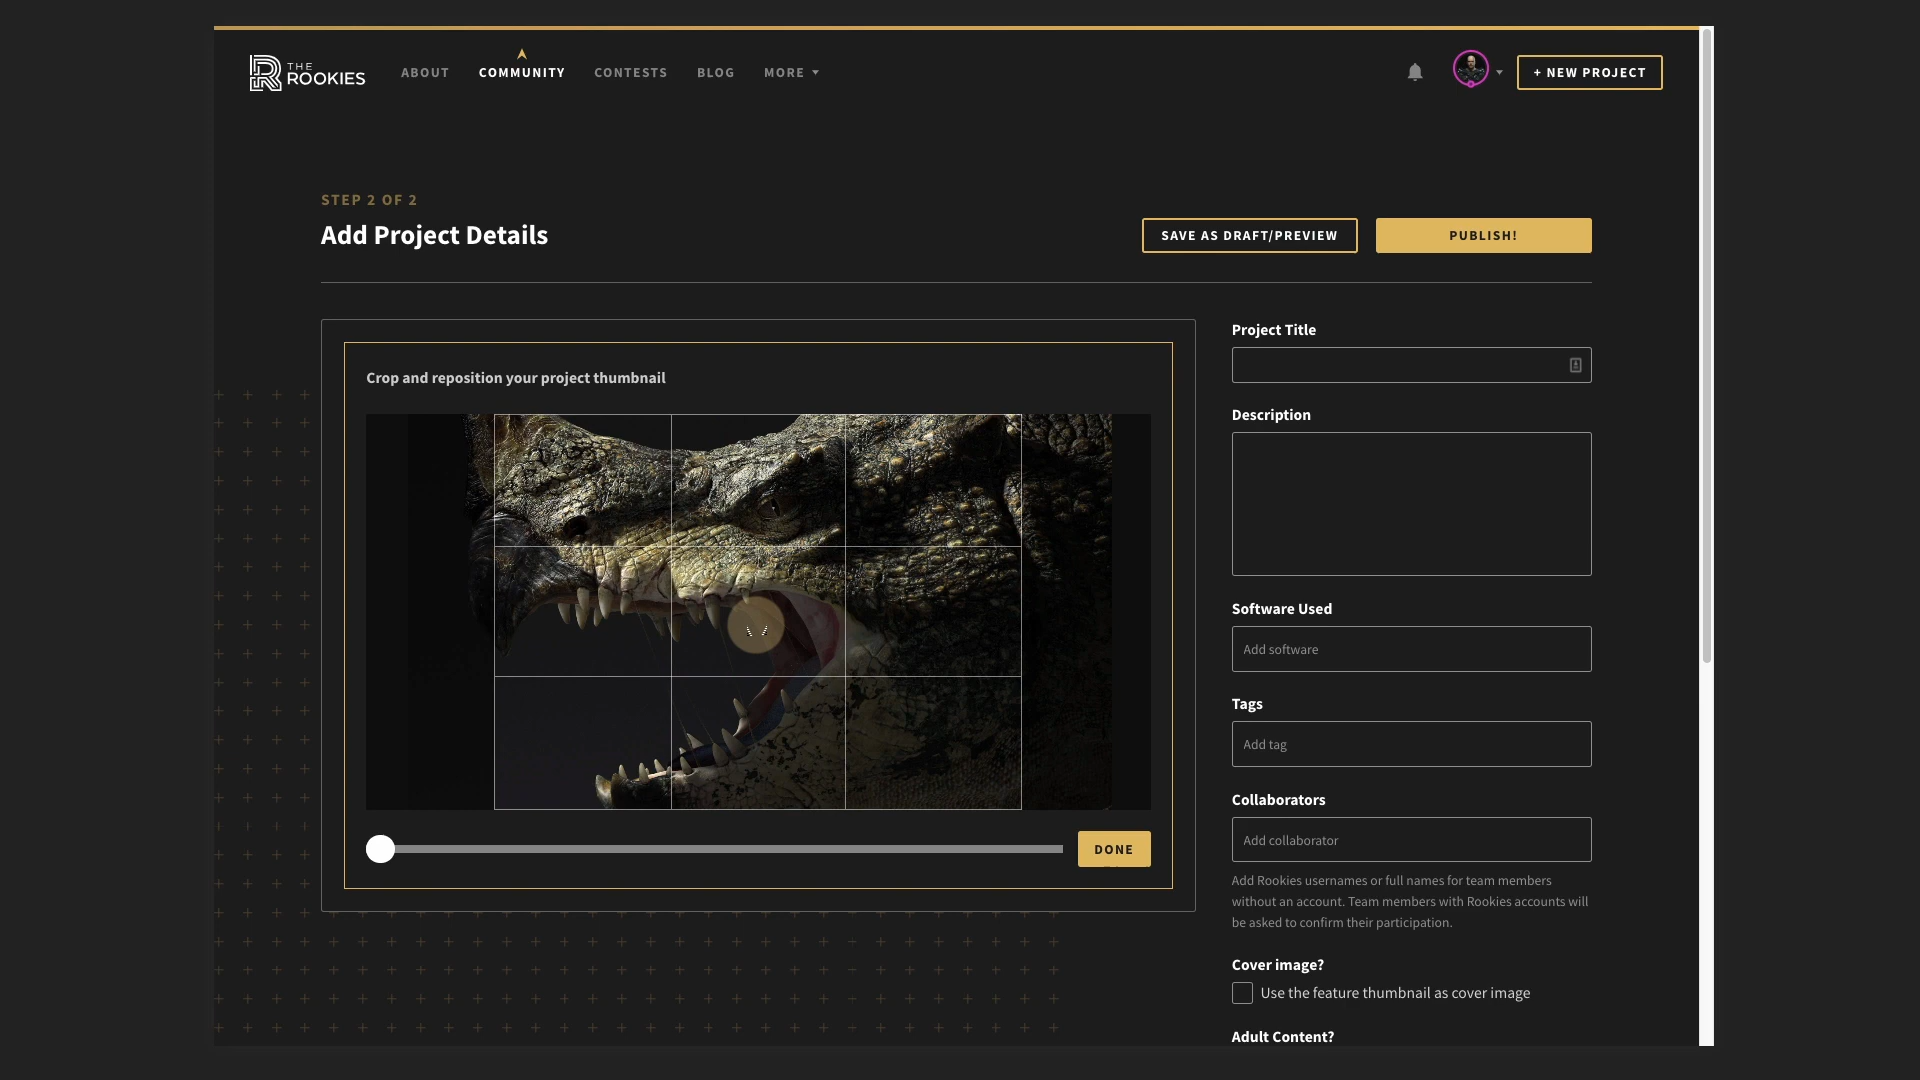 THE
ROOKIES
ABOUT
COMMUNITY
CONTESTS
BLOG
MORE
+ NEW PROJECT
STEP 2 OF 2
Add Project Details
SAVE AS DRAFT/PREVIEW
PUBLISH!
Crop and reposition your project thumbnail
DONE
Project Title
Description
Software Used
Add software
Tags
Add tag
Collaborators
Add collaborator
Add Rookies usernames or full names for team members
without an account. Team members with Rookies accounts will
be asked to confirm their participation.
Cover image?
Use the feature thumbnail as cover image
Adult Content?